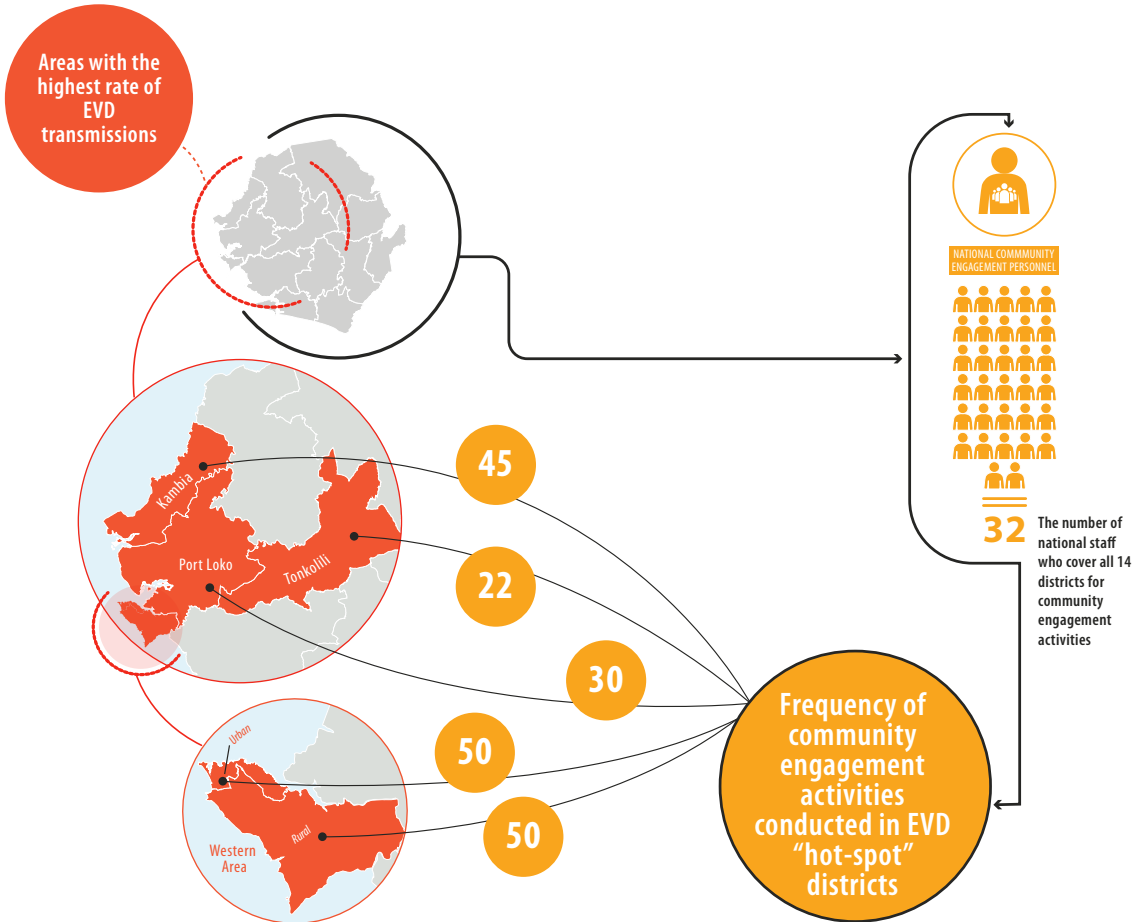 Areas with the
highest rate of
EVD
transmissions
NATIONAL COMMMUNITY
ENGAGEMENT PERSONNEL
32
The number of
national staff
who cover all 14
districts for
community
engagement
activities
Kambia
Port Loko
Tonkolili
45
22
30
50
50
Urban
Rural
Western
Area
Frequency of
community
engagement
activities
conducted in EVD
“hot-spot”
districts